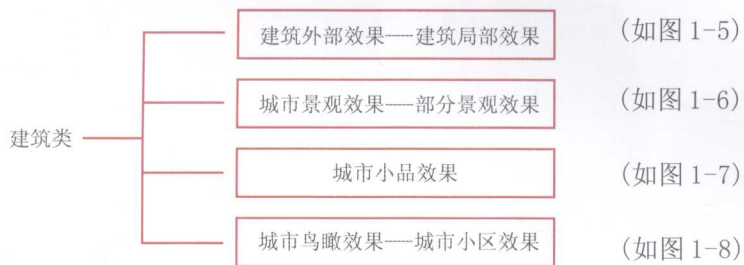 建筑外部效果——建筑局部效果 (如图 1-5)
城市景观效果——部分景观效果 (如图 1-6)
建筑类
城市小品效果 (如图 1-7)
城市鸟瞰效果——城市小区效果 (如图 1-8)